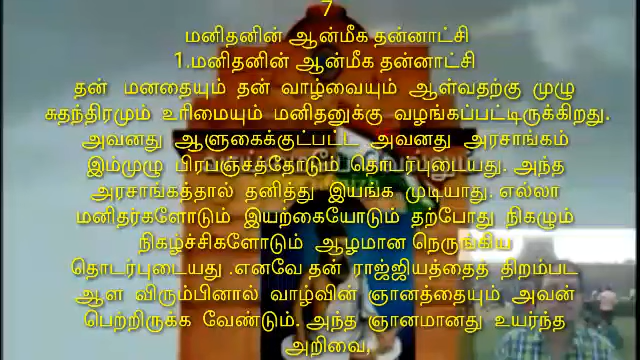 7
மனிதனின் ஆன்மீக தன்னாட்சி
1.மனிதனின் ஆன்மீக தன்னாட்சி
தன் மனதையும் தன் வாழ்வையும் ஆள்வதற்கு முழு
சுதந்திரமும் உரிமையும் மனிதனுக்கு வழங்கப்பட்டிருக்கிறது.
அவனது ஆளுகைக்குட்பட்ட அவனது அரசாங்கம்
இம்முழு பிரபஞ்சத்தோடும் தொடர்புடையது. அந்த
அரசாங்கத்தால் தனித்து இயங்க முடியாது. எல்லா
மனிதர்களோடும் இயற்கையோடும் தற்போது நிகழும்
நிகழ்ச்சிகளோடும் ஆழமான நெருங்கிய
தொடர்புடையது .எனவே தன் ராஜ்ஜியத்தைத் திறம்பட
ஆள விரும்பினால் வாழ்வின் ஞானத்தையும் அவன்
பெற்றிருக்க வேண்டும். அந்த ஞானமானது உயர்ந்த
அறிவை,